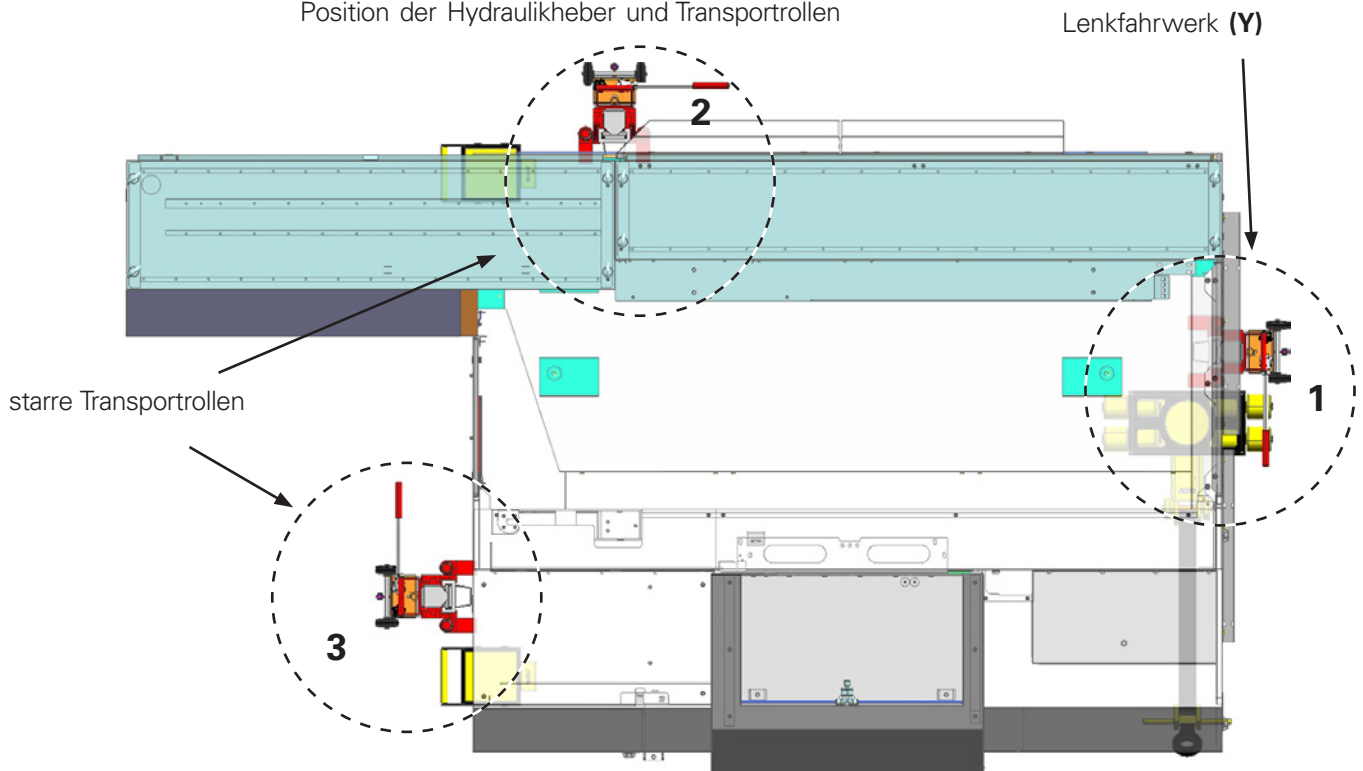 Position der Hydraulikheber und Transportrollen
Lenkfahrwerk (Y)
2
1
starre Transportrollen
3